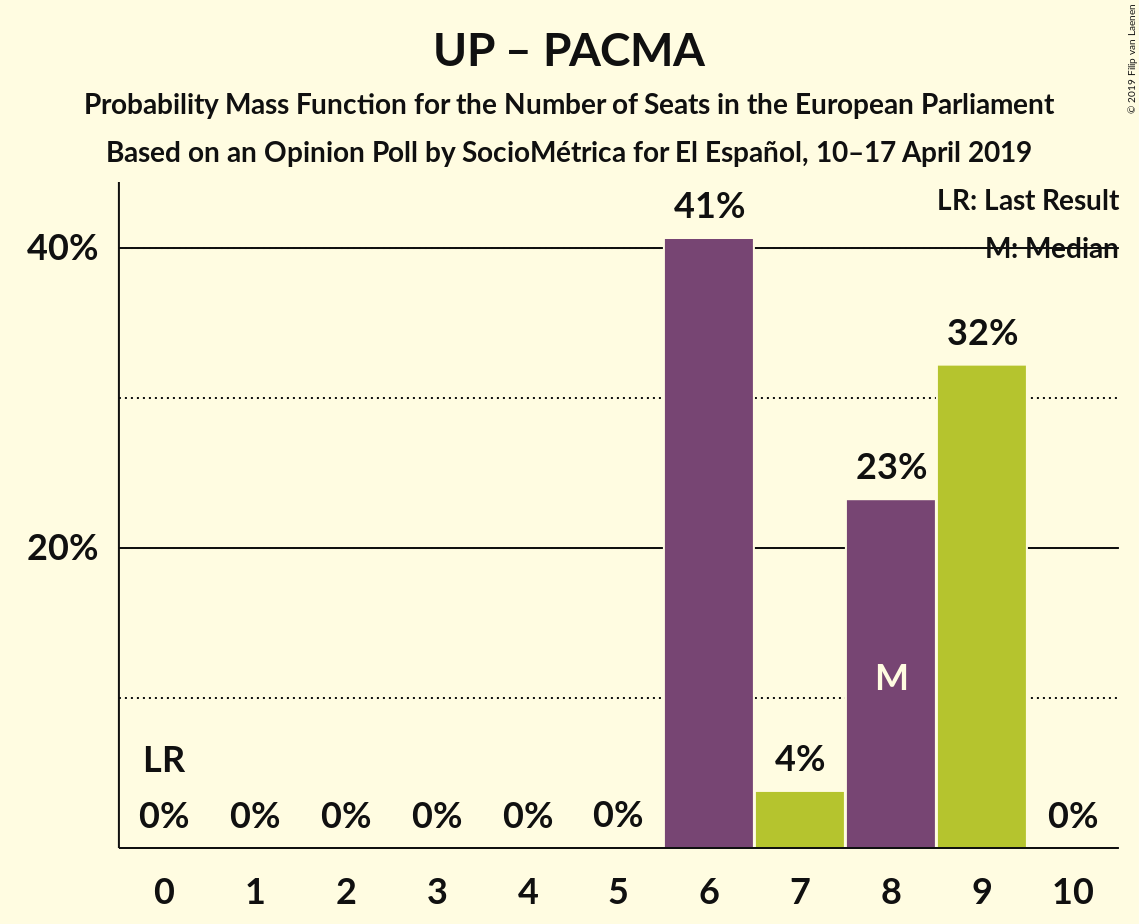 UP – PACMA
Probability Mass Function for the Number of Seats in the European Parliament
Based on an Opinion Poll by SocioMétrica for El Español, 10–17 April 2019
© 2019 Filip van Laenen
LR: Last Result
M: Median
40%
20%
41%
32%
23%
M
4%
LR
0% 0% 0% 0% 0% 0% 0%
0 1 2 3 4 5 6 7 8 9 10